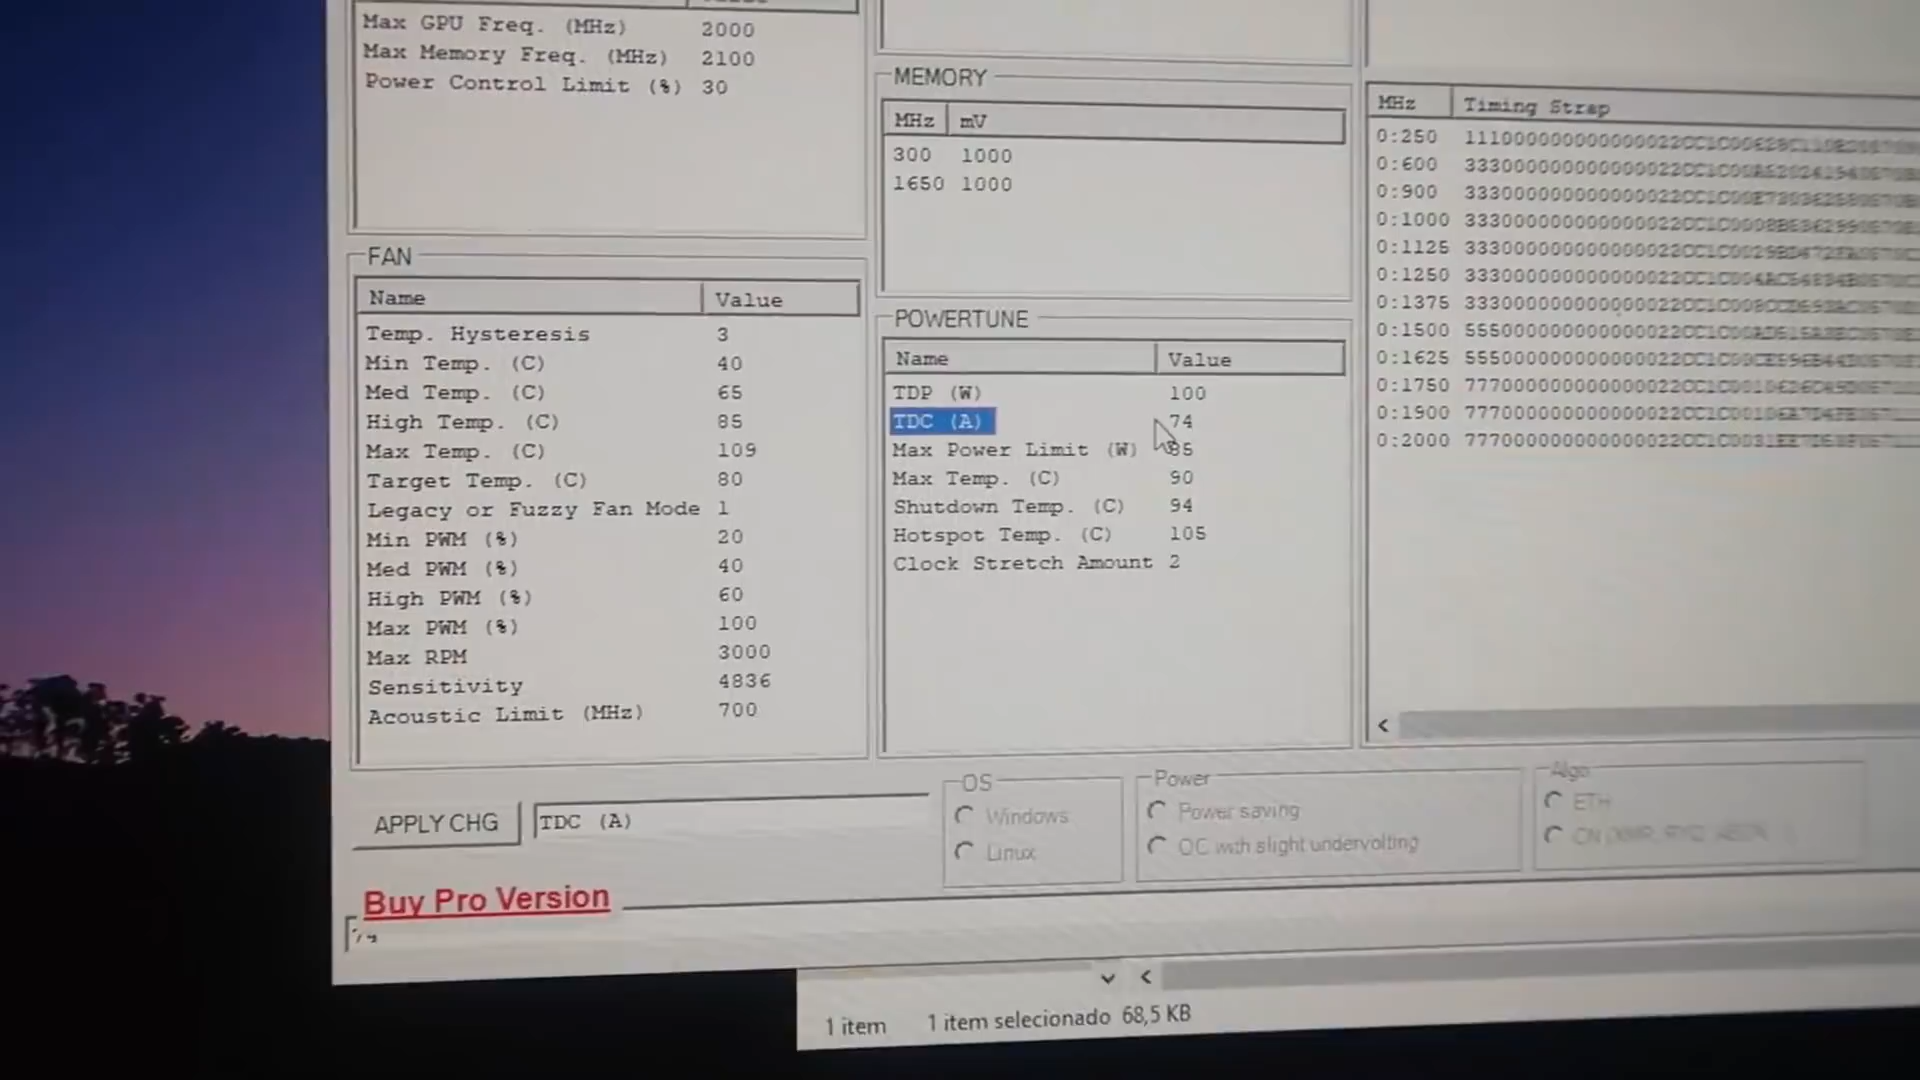 Max GPU Freq. (MHz) 2000
Max Memory Freq. (MHz) 2100
Power Control Limit (%) 30
FAN
Name Value
Temp. Hysteresis 3
Min Temp. (C) 40
Med Temp. (C) 65
High Temp. (C) 85
Max Temp. (C) 109
Target Temp. (C) 80
Legacy or Fuzzy Fan Mode 1
Min PWM (%) 20
Med PWM (%) 40
High PWM (%) 60
Max PWM (%) 100
Max RPM 3000
Sensitivity 4836
Acoustic Limit (MHz) 700
MEMORY
MHz mV
300 1000
1650 1000
POWERTUNE
Name Value
TDP (W) 100
TDC (A) 74
Max Power Limit (W) 85
Max Temp. (C) 90
Shutdown Temp. (C) 94
Hotspot Temp. (C) 105
Clock Stretch Amount 2
MHz Timing Strap
0:250
0:600
0:900
0:1000
0:1125
0:1250
0:1375
0:1500
0:1625
0:1750
0:1900
0:2000
APPLY CHG TDC (A)
OS
Windows
Linux
Power
Power saving
OC with slight undervolting
Algo
ETH
Buy Pro Version
1 item 1 item selecionado 68,5 KB